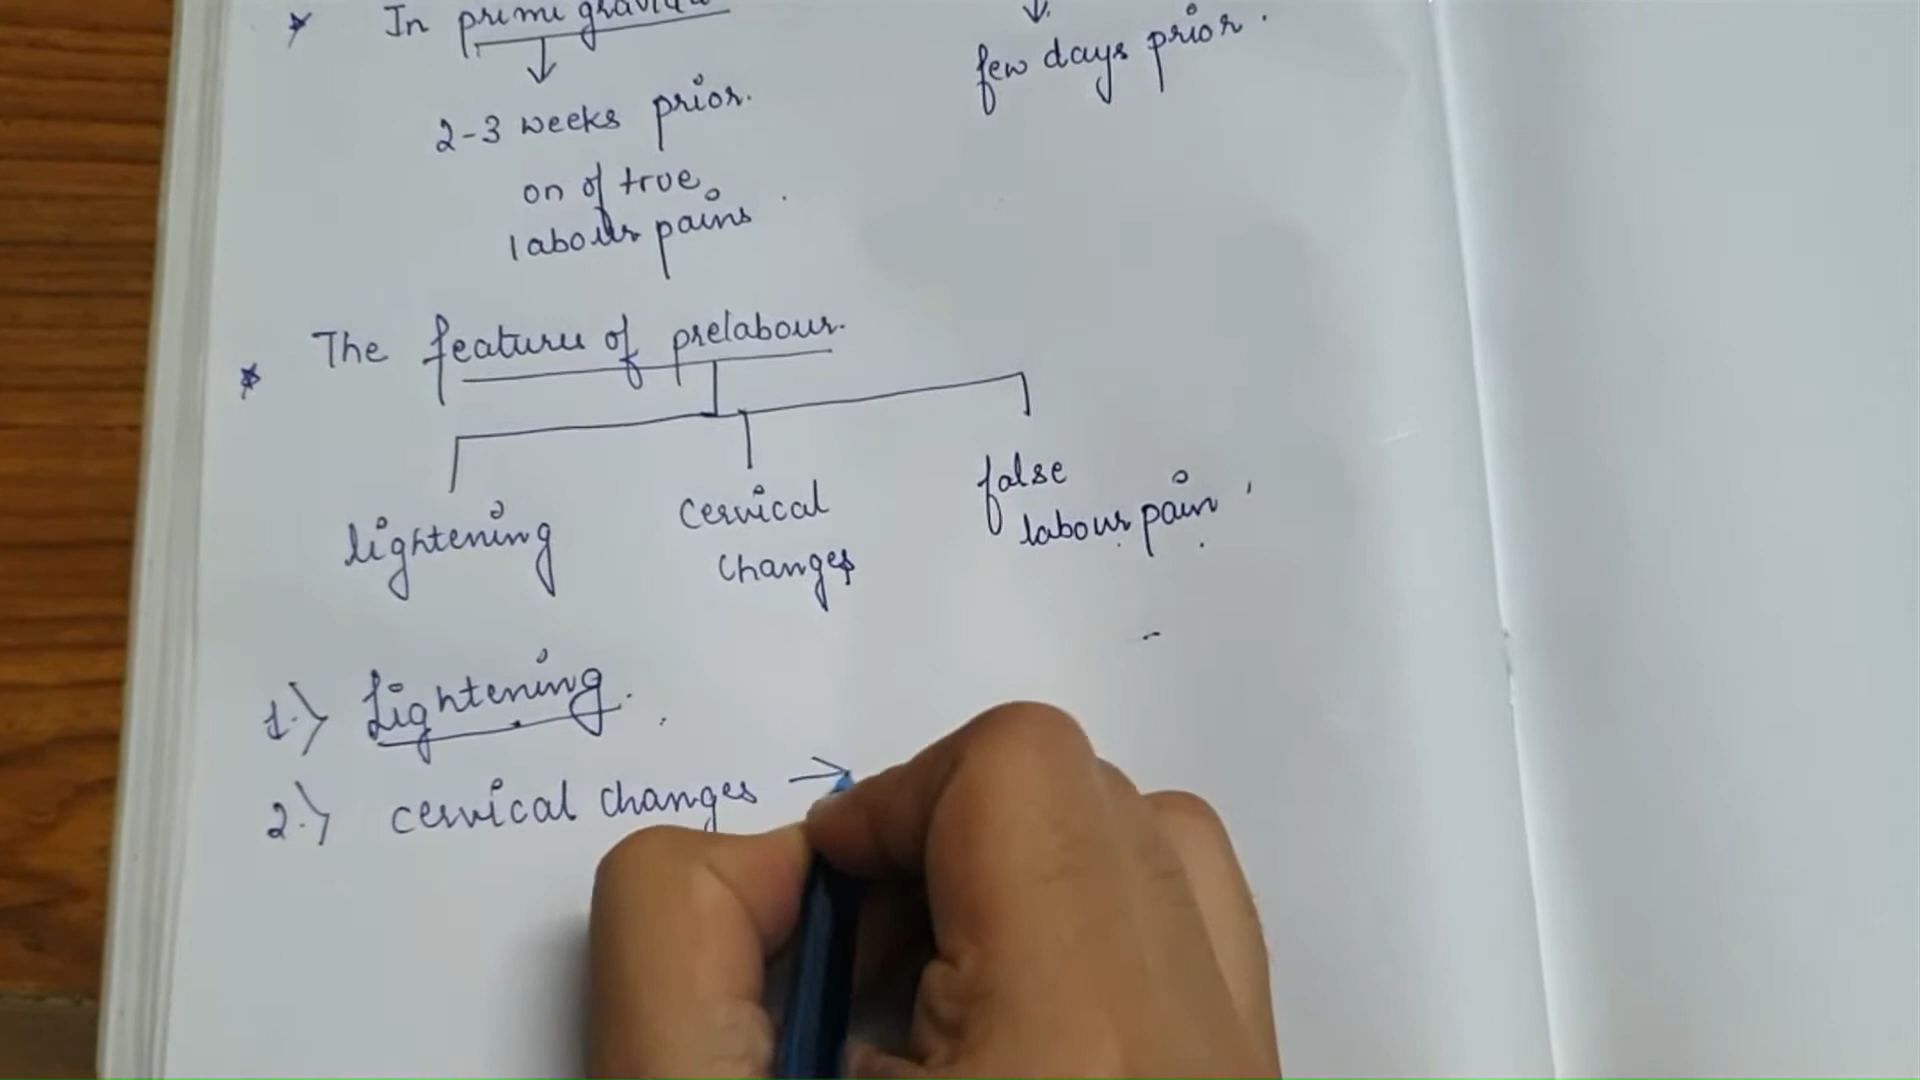 In primi gravida
2-3 weeks prior.
on of true
labour pains
few days prior.
The feature of prelabour.
lightening
cervical
changes
false
labour pain
1.) Lightening.
2.) cervical changes →